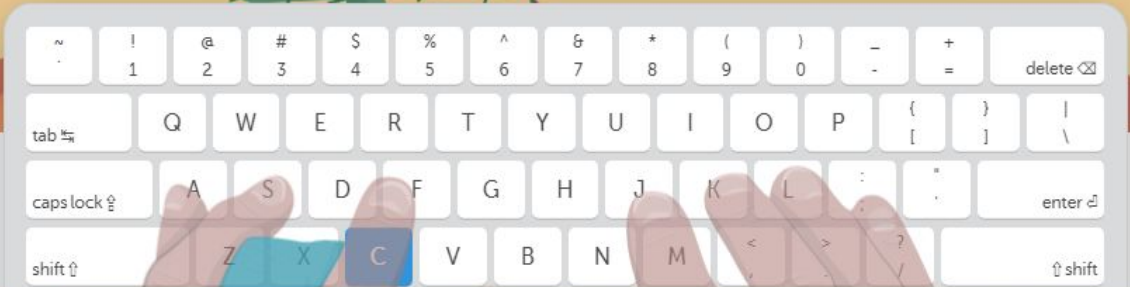 ~ ! @ # $ % ^ & * ( ) _ +
` 1 2 3 4 5 6 7 8 9 0 - = delete ⌫
tab ↹ Q W E R T Y U I O P { [ } ] | \
caps lock ⇪ A S D F G H J K L : ; " ' enter ⏎
shift ⇧ Z X C V B N M < , > . ? / ⇧ shift